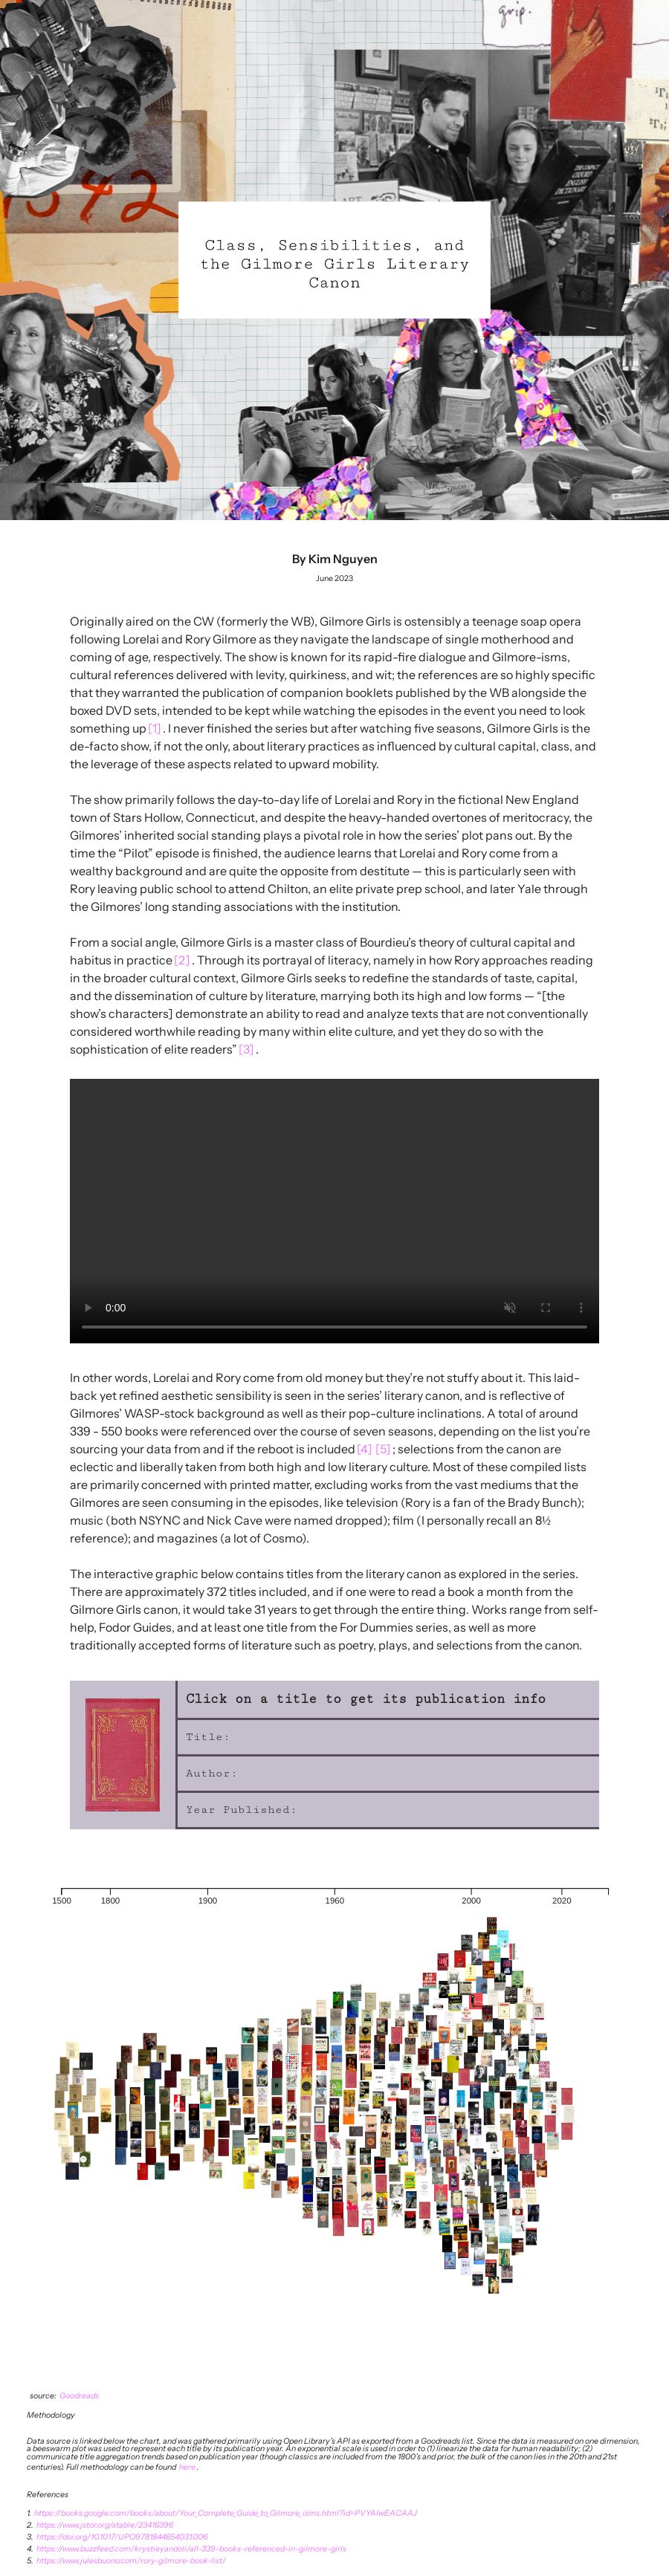 grip.
1342
Class, Sensibilities, and
the Gilmore Girls Literary
Canon
JANE
By Kim Nguyen
June 2023
Originally aired on the CW (formerly the WB), Gilmore Girls is ostensibly a teenage soap opera
following Lorelai and Rory Gilmore as they navigate the landscape of single motherhood and
coming of age, respectively. The show is known for its rapid-fire dialogue and Gilmore-isms,
cultural references delivered with levity, quirkiness, and wit; the references are so highly specific
that they warranted the publication of companion booklets published by the WB alongside the
boxed DVD sets, intended to be kept while watching the episodes in the event you need to look
something up [1] . I never finished the series but after watching five seasons, Gilmore Girls is the
de-facto show, if not the only, about literary practices as influenced by cultural capital, class, and
the leverage of these aspects related to upward mobility.
The show primarily follows the day-to-day life of Lorelai and Rory in the fictional New England
town of Stars Hollow, Connecticut, and despite the heavy-handed overtones of meritocracy, the
Gilmores’ inherited social standing plays a pivotal role in how the series’ plot pans out. By the
time the “Pilot” episode is finished, the audience learns that Lorelai and Rory come from a
wealthy background and are quite the opposite from destitute — this is particularly seen with
Rory leaving public school to attend Chilton, an elite private prep school, and later Yale through
the Gilmores’ long standing associations with the institution.
From a social angle, Gilmore Girls is a master class of Bourdieu’s theory of cultural capital and
habitus in practice [2] . Through its portrayal of literacy, namely in how Rory approaches reading
in the broader cultural context, Gilmore Girls seeks to redefine the standards of taste, capital,
and the dissemination of culture by literature, marrying both its high and low forms — “[the
show’s characters] demonstrate an ability to read and analyze texts that are not conventionally
considered worthwhile reading by many within elite culture, and yet they do so with the
sophistication of elite readers” [3] .
0:00
In other words, Lorelai and Rory come from old money but they’re not stuffy about it. This laid-
back yet refined aesthetic sensibility is seen in the series’ literary canon, and is reflective of
Gilmores’ WASP-stock background as well as their pop-culture inclinations. A total of around
339 - 550 books were referenced over the course of seven seasons, depending on the list you’re
sourcing your data from and if the reboot is included [4] [5] ; selections from the canon are
eclectic and liberally taken from both high and low literary culture. Most of these compiled lists
are primarily concerned with printed matter, excluding works from the vast mediums that the
Gilmores are seen consuming in the episodes, like television (Rory is a fan of the Brady Bunch);
music (both NSYNC and Nick Cave were named dropped); film (I personally recall an 8½
reference); and magazines (a lot of Cosmo).
The interactive graphic below contains titles from the literary canon as explored in the series.
There are approximately 372 titles included, and if one were to read a book a month from the
Gilmore Girls canon, it would take 31 years to get through the entire thing. Works range from self-
help, Fodor Guides, and at least one title from the For Dummies series, as well as more
traditionally accepted forms of literature such as poetry, plays, and selections from the canon.
Click on a title to get its publication info
Title:
Author:
Year Published:
1500 1800 1900 1960 2000 2020
source: Goodreads
Methodology
Data source is linked below the chart, and was gathered primarily using Open Library’s API as exported from a Goodreads list. Since the data is measured on one dimension,
a beeswarm plot was used to represent each title by its publication year. An exponential scale is used in order to (1) linearize the data for human readability; (2)
communicate title aggregation trends based on publication year (though classics are included from the 1800's and prior, the bulk of the canon lies in the 20th and 21st
centuries). Full methodology can be found here .
References
1. https://books.google.com/books/about/Your_Complete_Guide_to_Gilmore_isms.html?id=PVYAlwEACAAJ
2. https://www.jstor.org/stable/23416396
3. https://doi.org/10.1017/UPO9781844654031.006
4. https://www.buzzfeed.com/krystieyandoli/all-339-books-referenced-in-gilmore-girls
5. https://www.julesbuono.com/rory-gilmore-book-list/